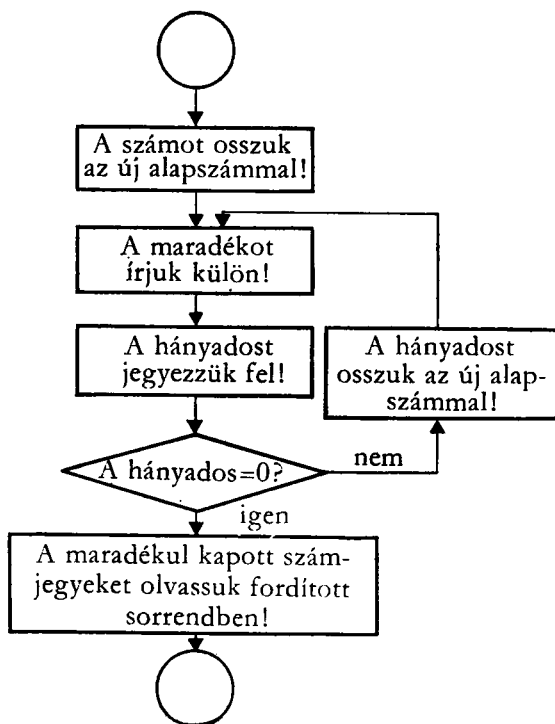 A számot osszuk
az új alapszámmal!
A maradékot
írjuk külön!
A hányadost
jegyezzük fel!
A hányadost
osszuk az új alap-
számmal!
A hányados=0?
nem
igen
A maradékul kapott szám-
jegyeket olvassuk fordított
sorrendben!